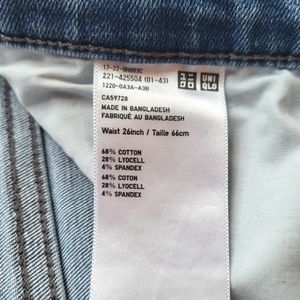 17-22-0H003C
221-425504 (01-43)
1220-0A3A-A3B
UNI
QLO
CA59728
MADE IN BANGLADESH
FABRIQUÉ AU BANGLADESH
Waist 26inch / Taille 66cm
68% COTTON
28% LYOCELL
4% SPANDEX
68% COTON
28% LYOCELL
4% SPANDEX